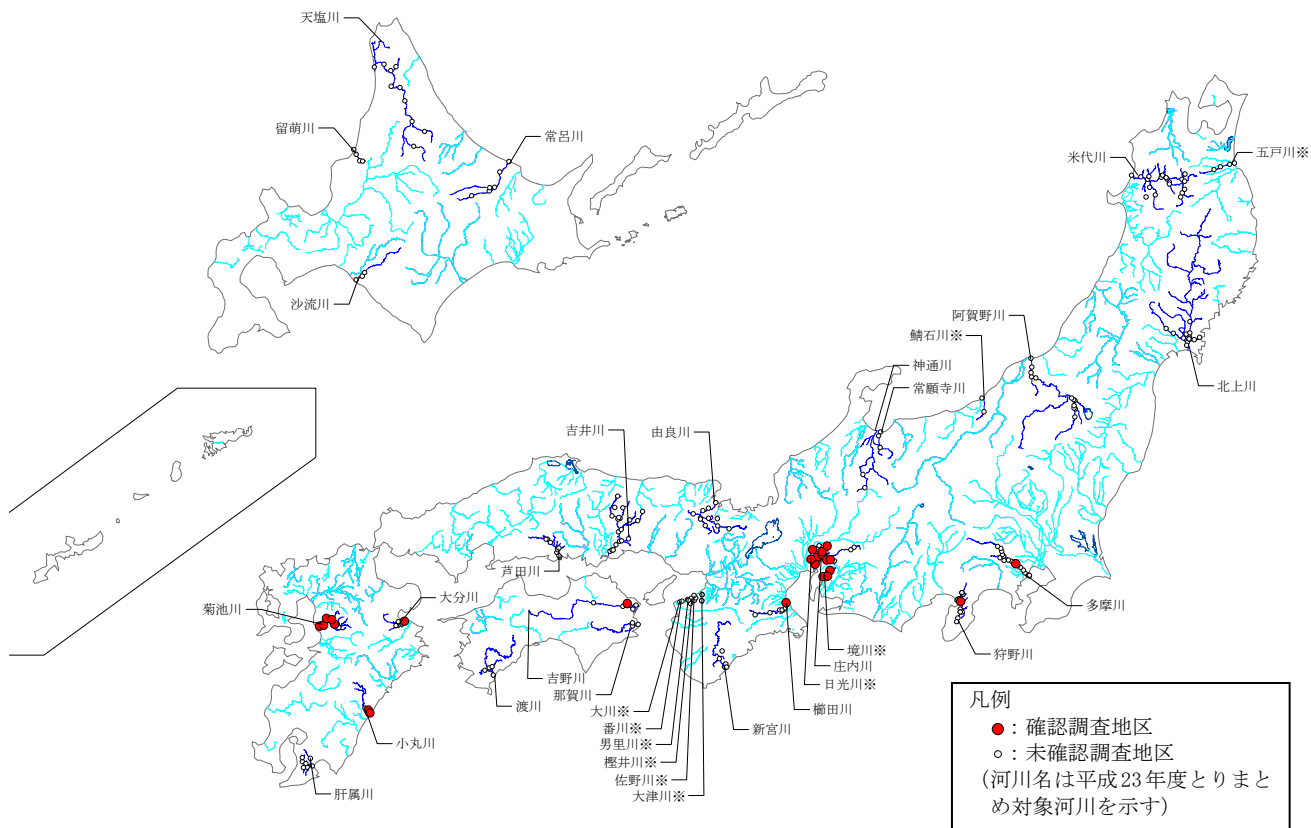 天塩川
留萌川
常呂川
沙流川
米代川
五戸川※
阿賀野川
鯖石川※
神通川
常願寺川
北上川
吉井川
由良川
芦田川
菊池川
大分川
多摩川
狩野川
境川※
庄内川
日光川※
櫛田川
吉野川
那賀川
渡川
大川※
番川※
男里川※
樫井川※
佐野川※
大津川※
新宮川
小丸川
肝属川
凡例
●：確認調査地区
○：未確認調査地区
(河川名は平成23年度とりまと
め対象河川を示す)